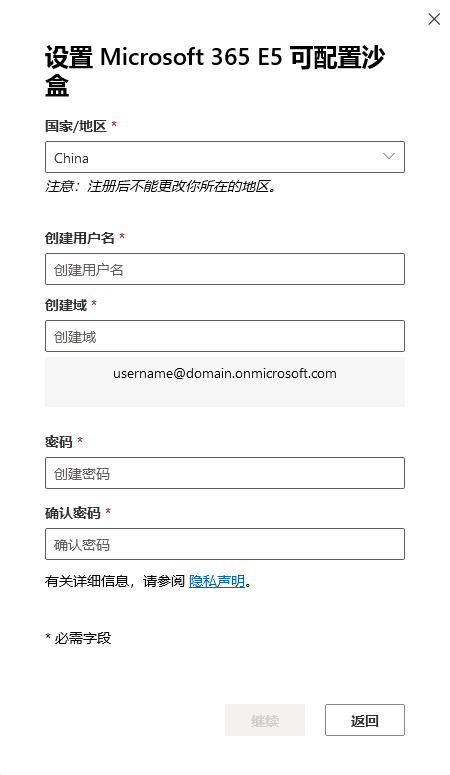 设置 Microsoft 365 E5 可配置沙
盒
国家/地区 *
China
注意：注册后不能更改你所在的地区。
创建用户名 *
创建用户名
创建域 *
创建域
username@domain.onmicrosoft.com
密码 *
创建密码
确认密码 *
确认密码
有关详细信息，请参阅 隐私声明。
* 必需字段
继续
返回